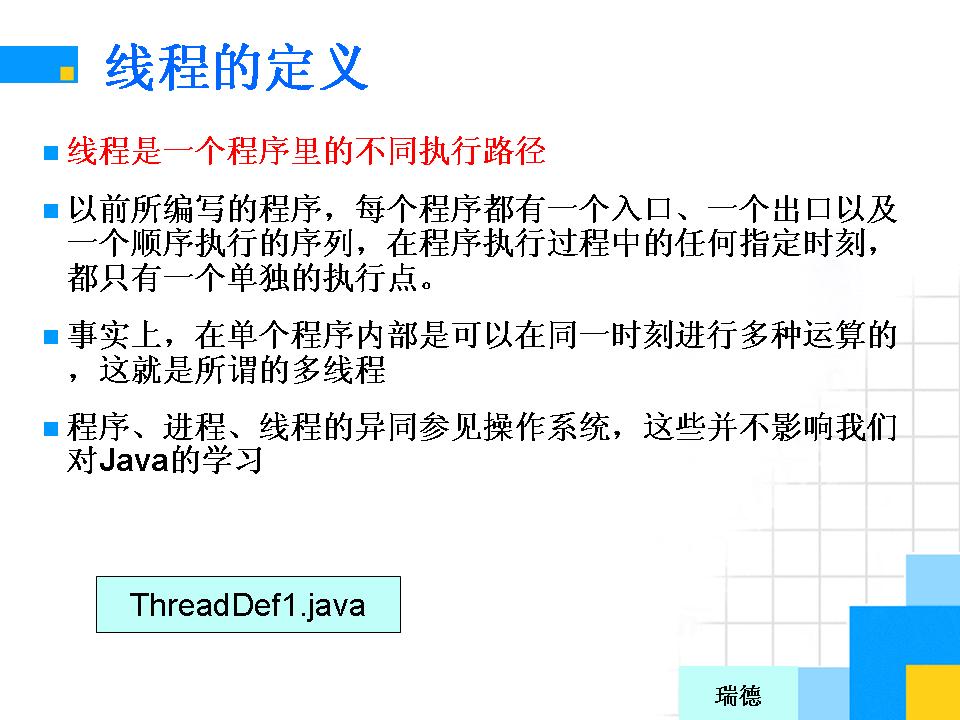 线程的定义
线程是一个程序里的不同执行路径
以前所编写的程序，每个程序都有一个入口、一个出口以及
一个顺序执行的序列，在程序执行过程中的任何指定时刻，
都只有一个单独的执行点。
事实上，在单个程序内部是可以在同一时刻进行多种运算的
，这就是所谓的多线程
程序、进程、线程的异同参见操作系统，这些并不影响我们
对Java的学习
ThreadDef1.java
瑞德